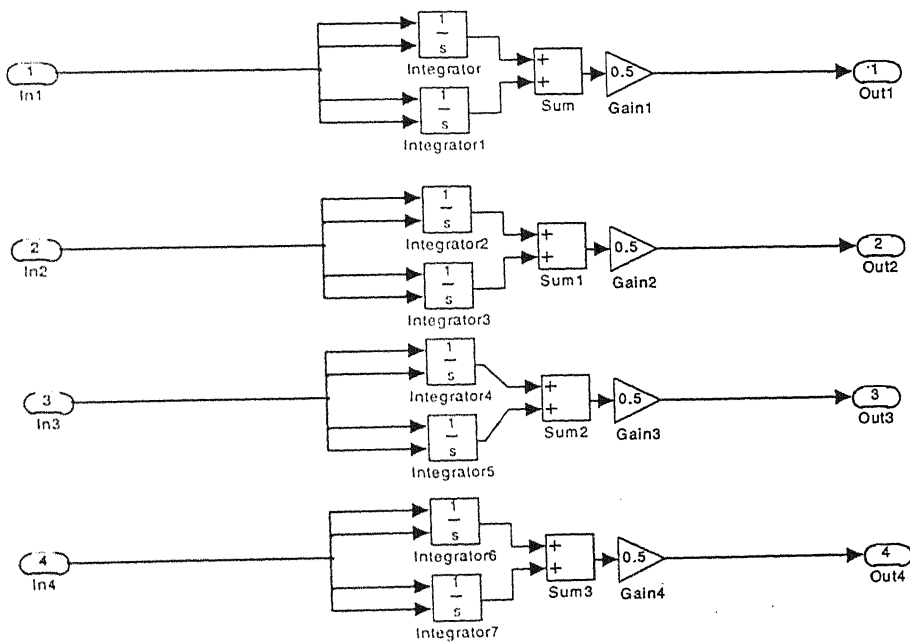 1
s
Integrator
1
In1
+
+
Sum
0.5
Gain1
1
Out1
1
s
Integrator1
1
s
Integrator2
2
In2
+
+
Sum1
0.5
Gain2
2
Out2
1
s
Integrator3
1
s
Integrator4
3
In3
+
+
Sum2
0.5
Gain3
3
Out3
1
s
Integrator5
1
s
Integrator6
4
In4
+
+
Sum3
0.5
Gain4
4
Out4
1
s
Integrator7